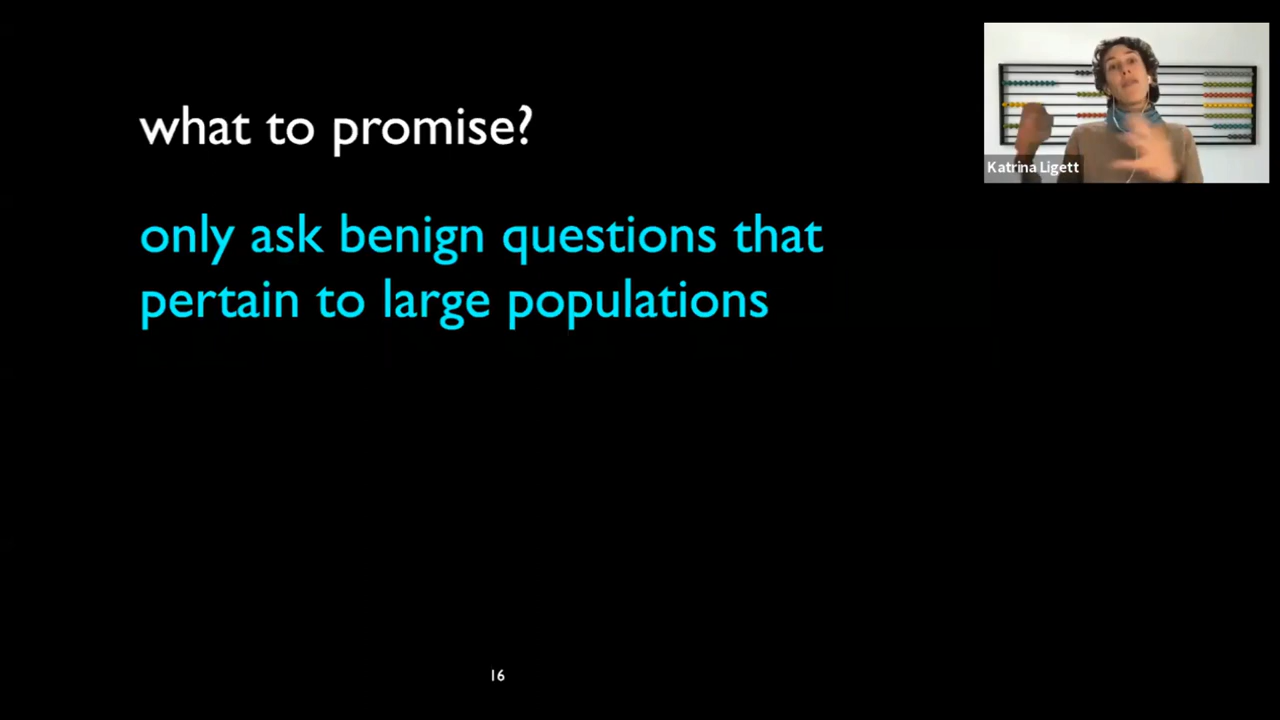 what to promise?
only ask benign questions that
pertain to large populations
Katrina Ligett
16